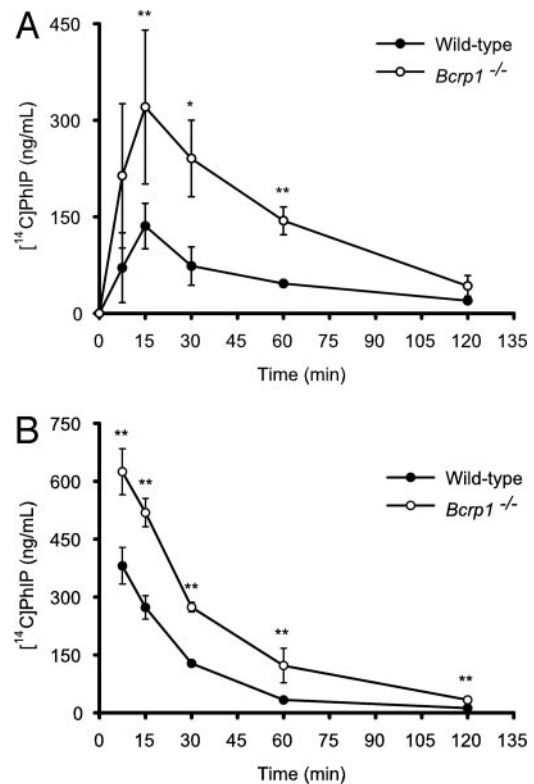 A
450
300
150
0
[¹⁴C]PhIP (ng/mL)
**
*
**
Wild-type
Bcrp1 -/-
0 15 30 45 60 75 90 105 120 135
Time (min)
B
750
600
450
300
150
0
[¹⁴C]PhIP (ng/mL)
**
**
**
**
**
Wild-type
Bcrp1 -/-
0 15 30 45 60 75 90 105 120 135
Time (min)